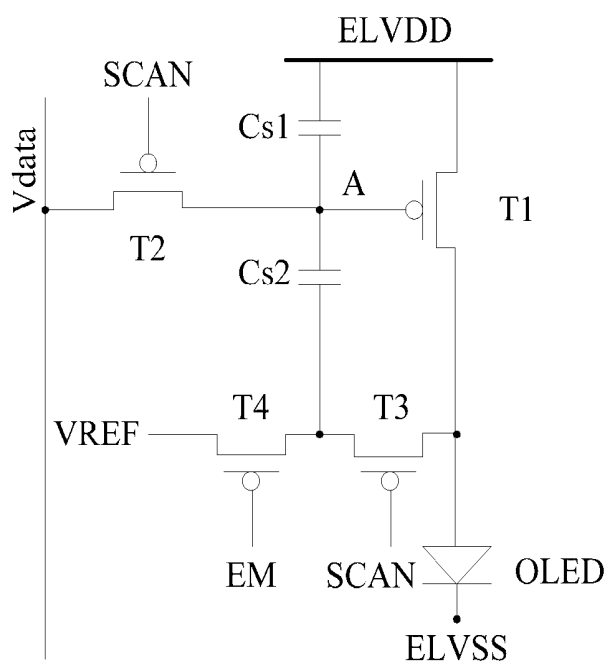 ELVDD
SCAN
Vdata
Cs1
A
T1
T2
Cs2
T4
T3
VREF
EM
SCAN
OLED
ELVSS